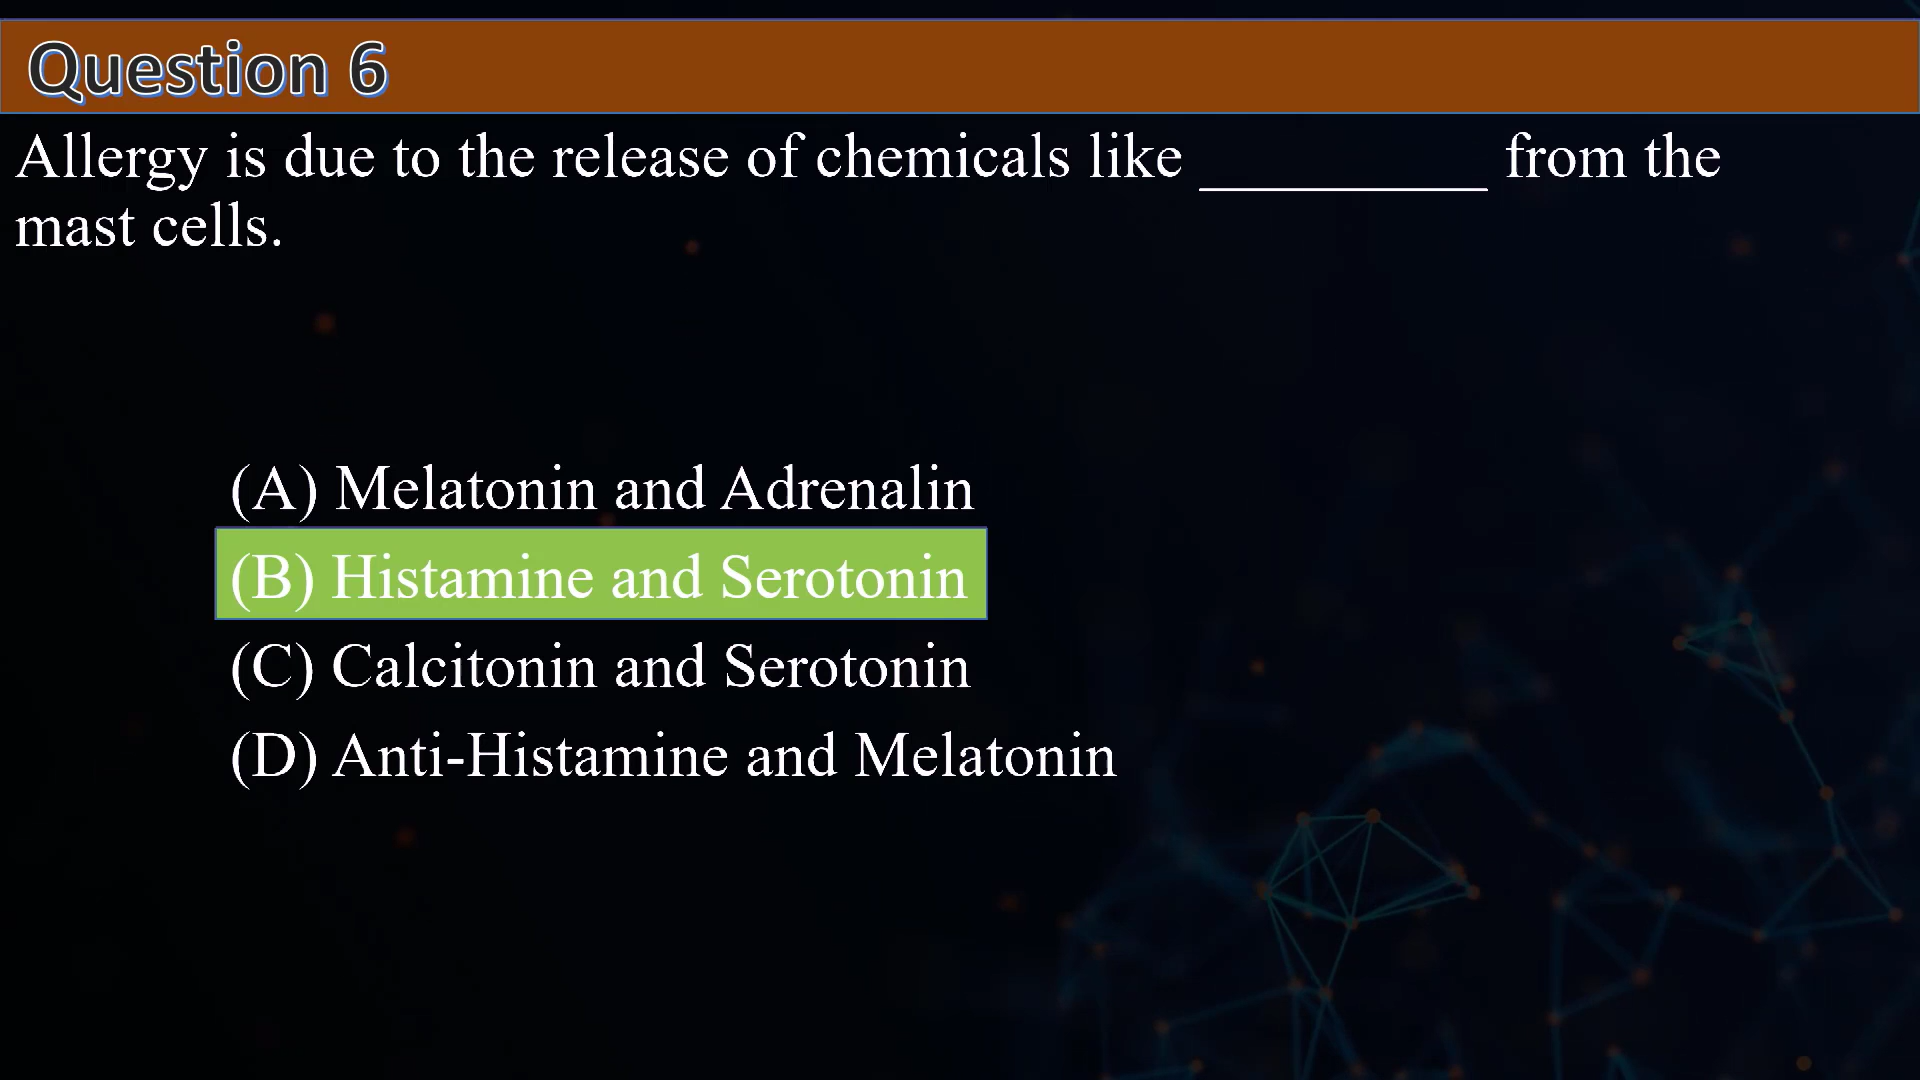 Question 6
Allergy is due to the release of chemicals like _________ from the
mast cells.
(A) Melatonin and Adrenalin
(B) Histamine and Serotonin
(C) Calcitonin and Serotonin
(D) Anti-Histamine and Melatonin